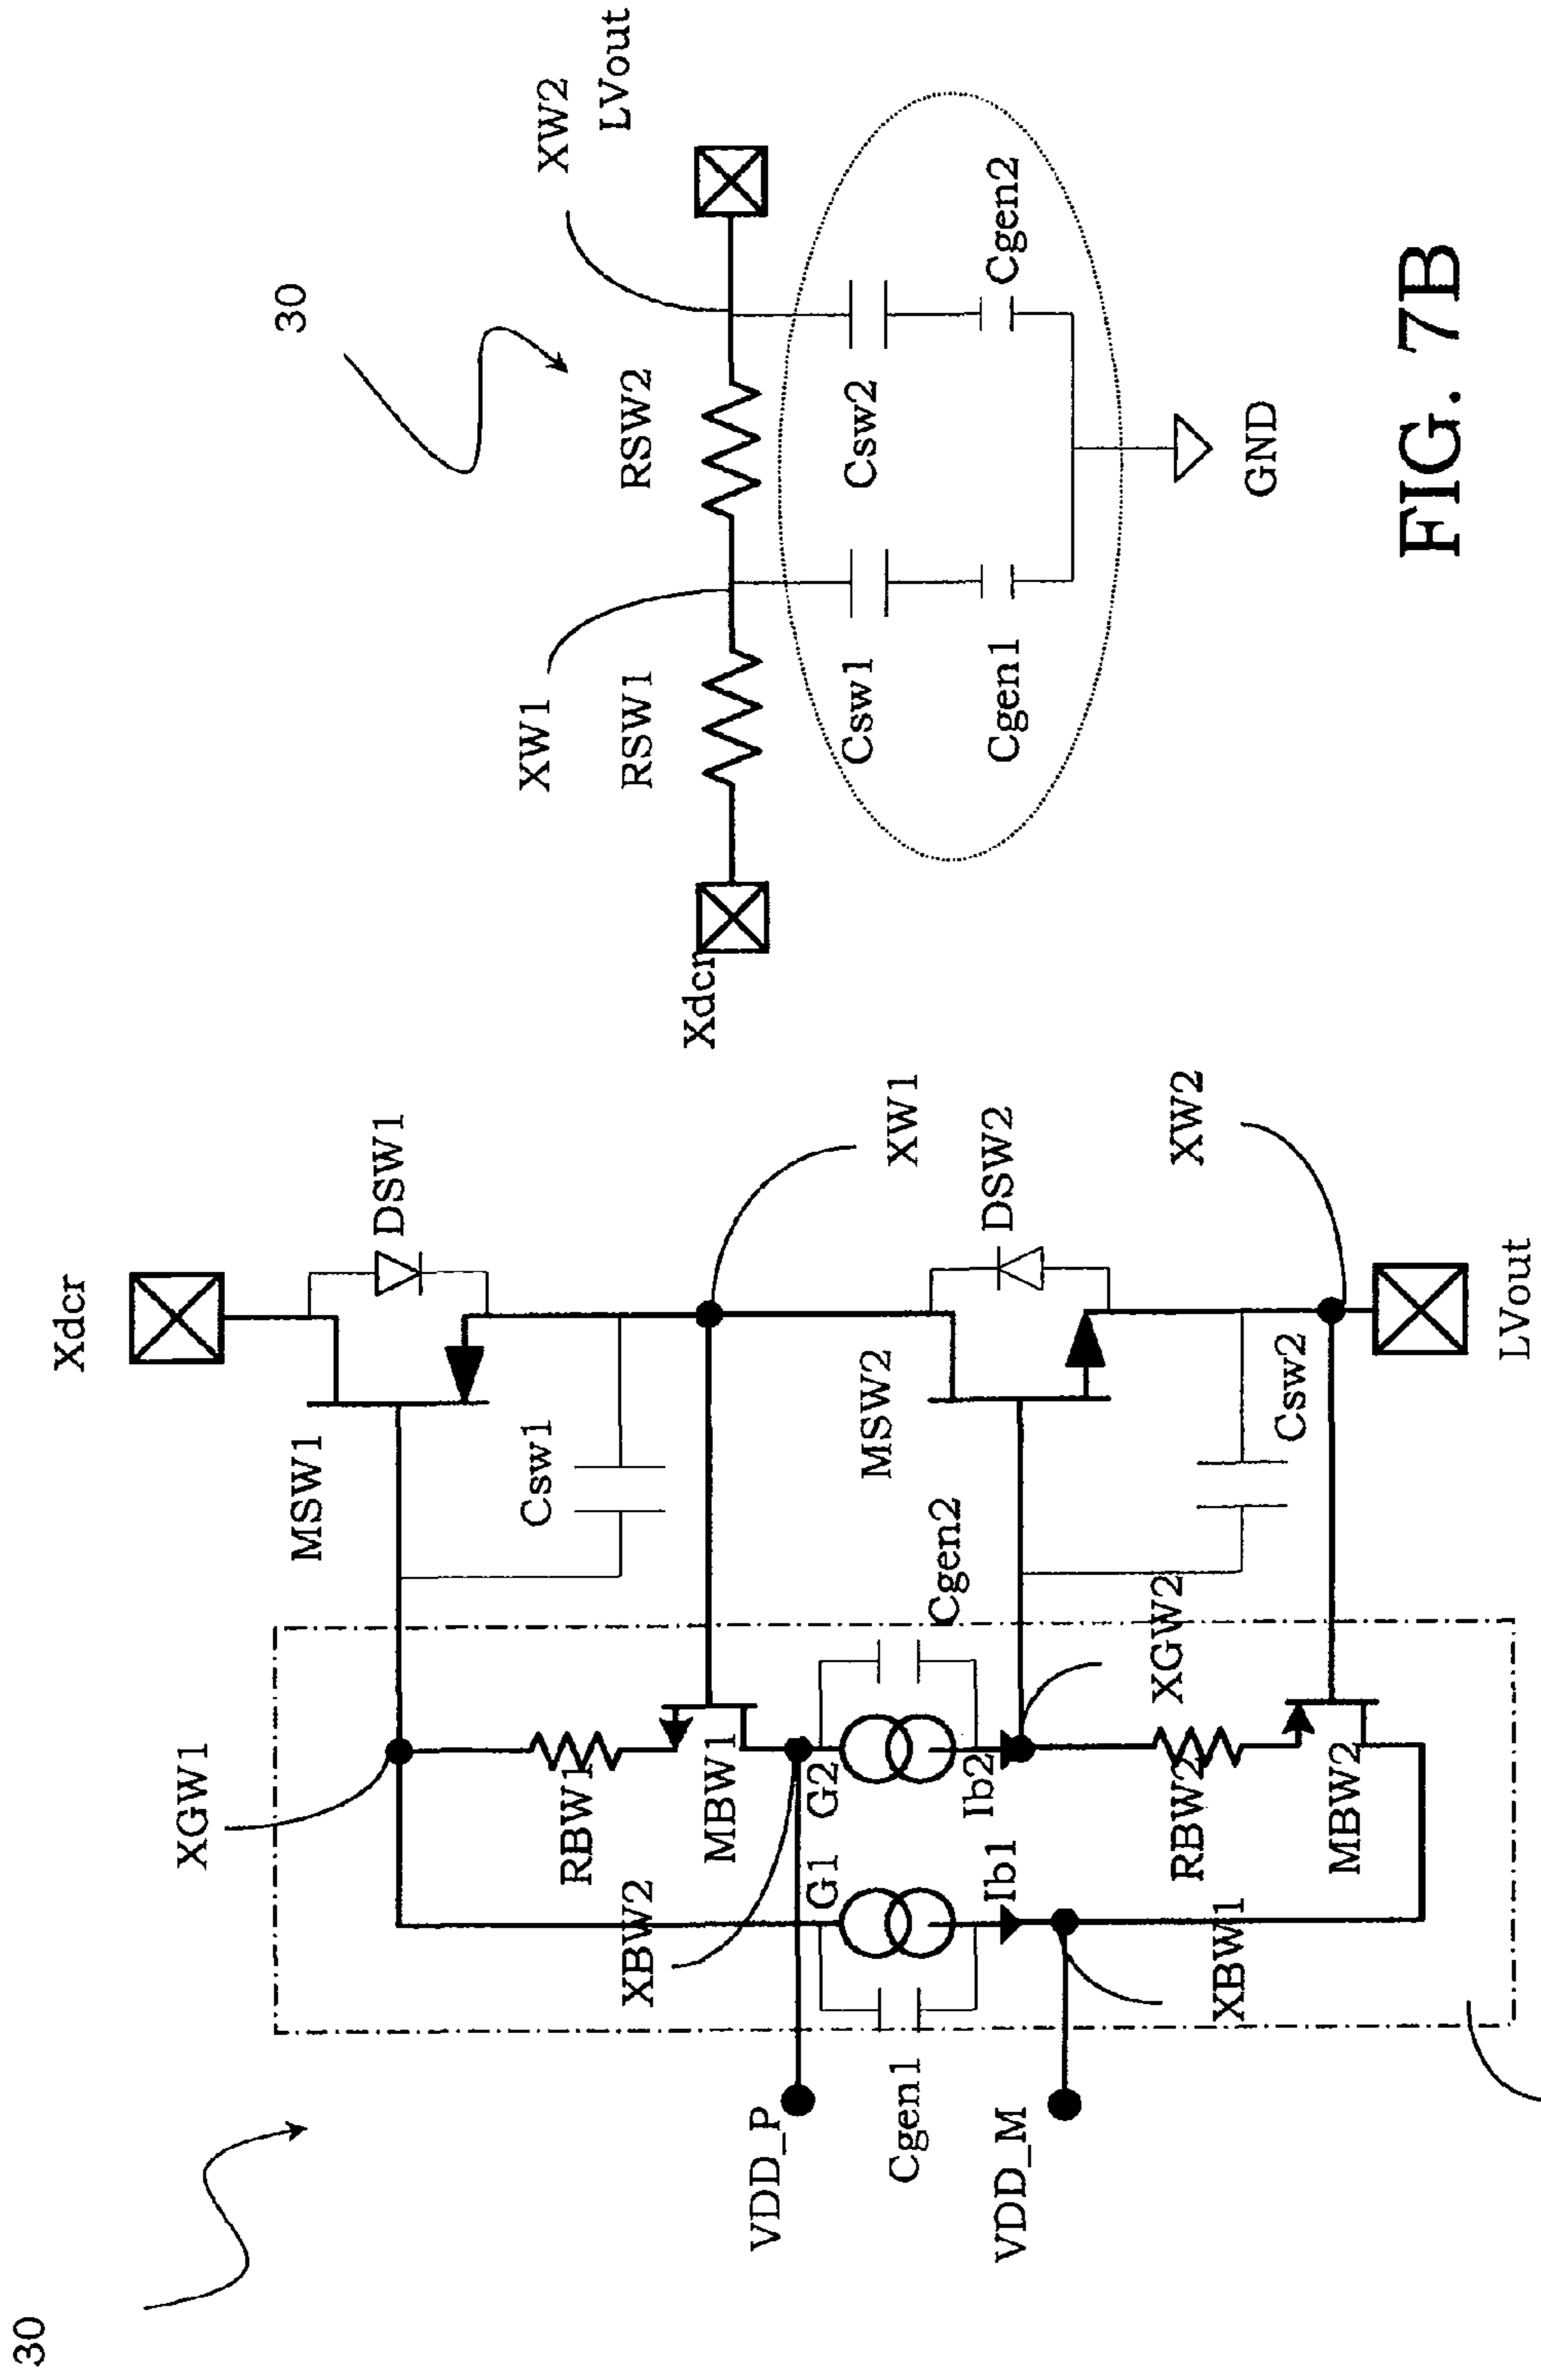 30
Xdcr
DSW1
MSW1
XGW1
Csw1
RBW1
XW1
MBW1
XBW2
VDD_P
G1
G2
Cgen2
MSW2
DSW2
Cgen1
Ib1
Ib2
VDD_M
XGW2
XW2
RBW2
XBW1
Csw2
MBW2
LVout
30
XW1
XW2
LVout
RSW1
RSW2
Xdcr
Csw1
Csw2
Cgen1
Cgen2
GND
FIG. 7B